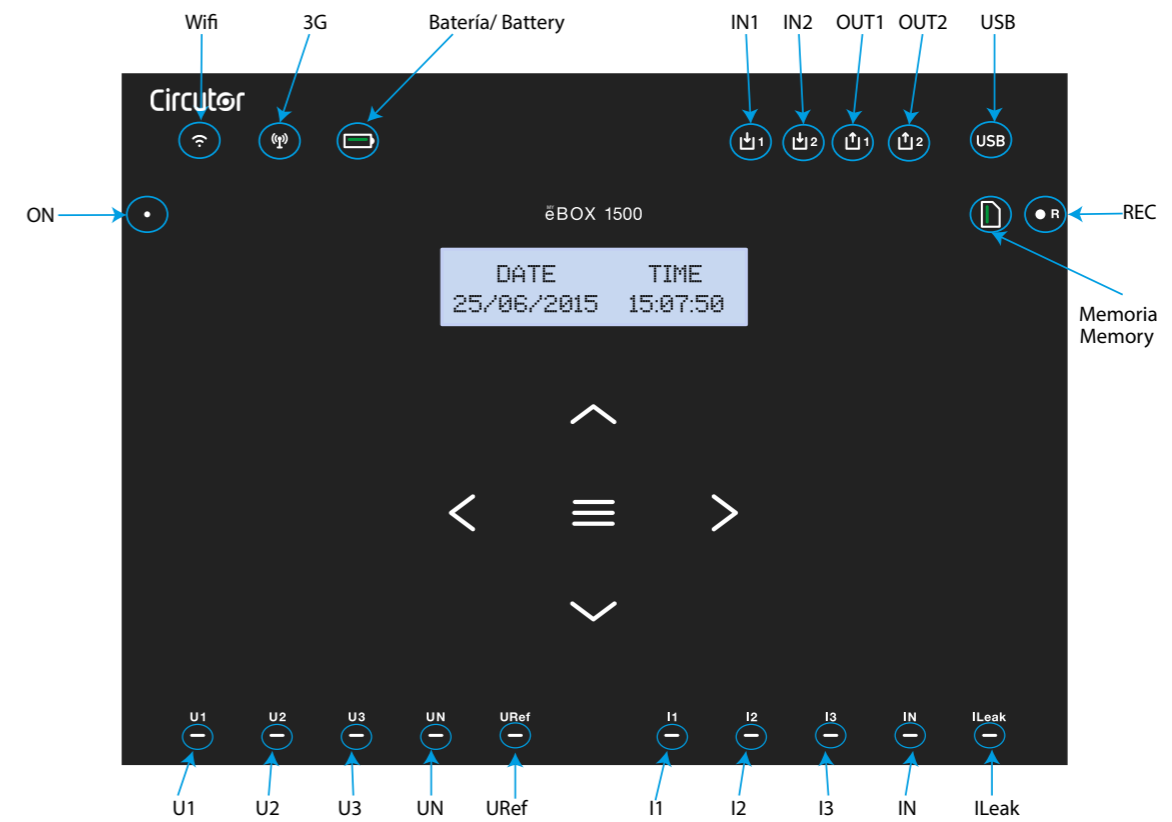 Wifi 3G Batería/ Battery IN1 IN2 OUT1 OUT2 USB
Circutor
1 2 1 2 USB
ON
MY
eBOX 1500
R
REC
DATE TIME
25/06/2015 15:07:50
Memoria
Memory
U1 U2 U3 UN URef I1 I2 I3 IN ILeak
U1 U2 U3 UN URef I1 I2 I3 IN ILeak